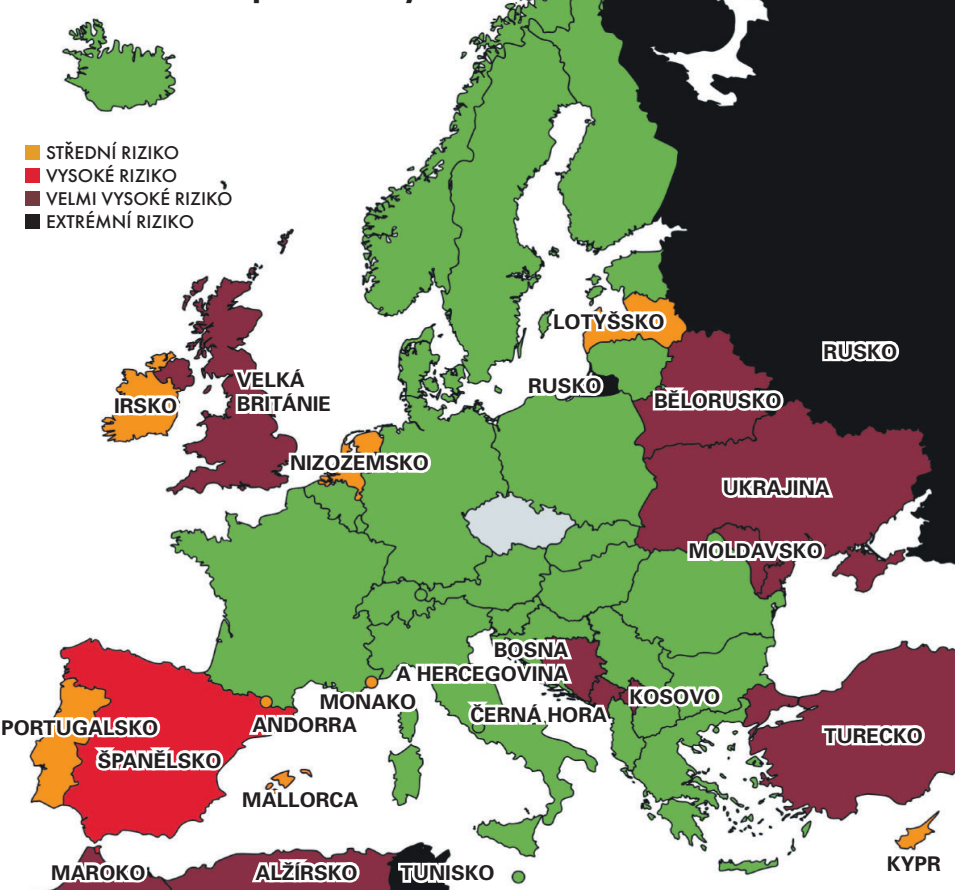 STŘEDNÍ RIZIKO
VYSOKÉ RIZIKO
VELMI VYSOKÉ RIZIKO
EXTRÉMNÍ RIZIKO
LOTYŠSKO
RUSKO
RUSKO
VELKÁ
BRITÁNIE
BĚLORUSKO
IRSKO
NIZOZEMSKO
UKRAJINA
MOLDAVSKO
BOSNA
A HERCEGOVINA
MONAKO
KOSOVO
ČERNÁ HORA
ANDORRA
PORTUGALSKO
TURECKO
ŠPANĚLSKO
MALLORCA
KYPR
MAROKO
ALŽÍRSKO
TUNISKO